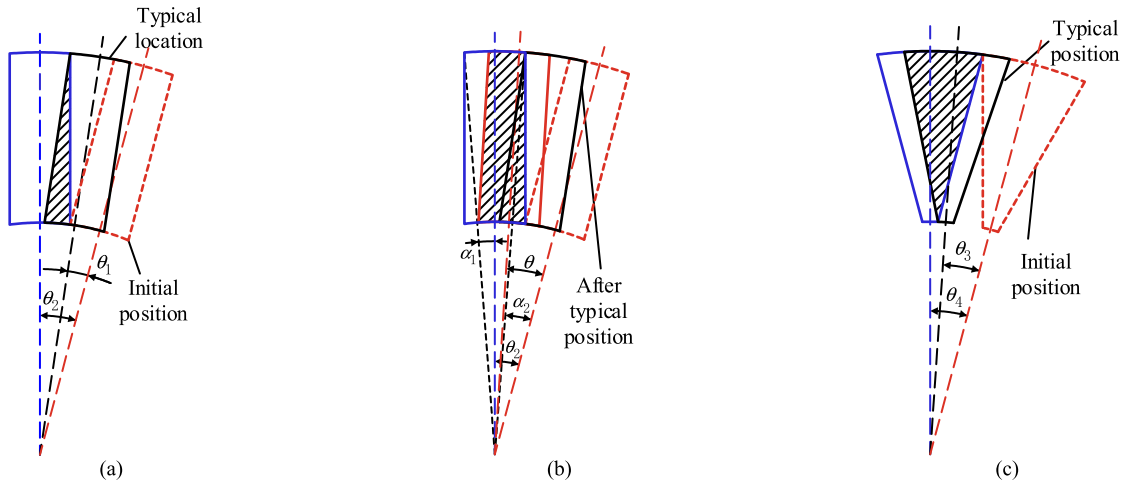 Typical
location
θ1
θ2
Initial
position
(a)
α1
θ
α2
θ2
After
typical
position
(b)
Typical
position
θ3
θ4
Initial
position
(c)